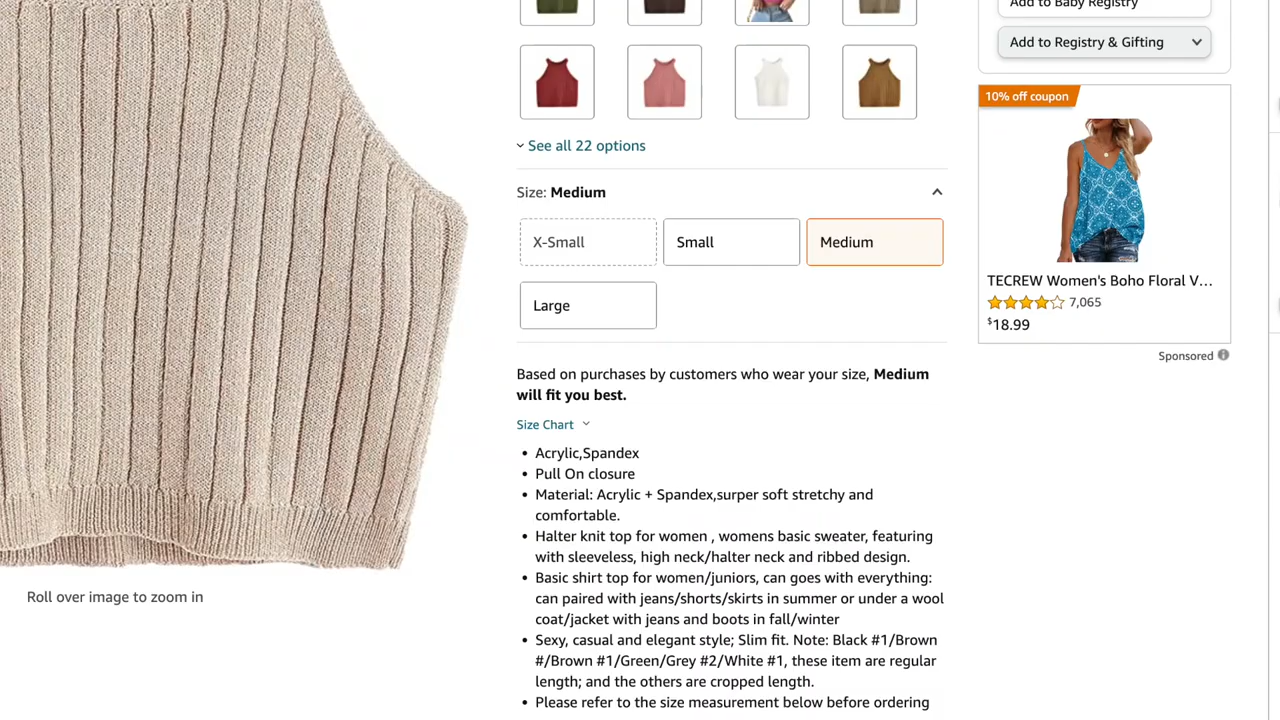 Add to Baby Registry
Add to Registry & Gifting
10% off coupon
See all 22 options
Size: Medium
X-Small
Small
Medium
Large
TECREW Women's Boho Floral V...
7,065
$18.99
Sponsored
Based on purchases by customers who wear your size, Medium
will fit you best.
Size Chart
• Acrylic,Spandex
• Pull On closure
• Material: Acrylic + Spandex,surper soft stretchy and
comfortable.
• Halter knit top for women , womens basic sweater, featuring
with sleeveless, high neck/halter neck and ribbed design.
• Basic shirt top for women/juniors, can goes with everything:
can paired with jeans/shorts/skirts in summer or under a wool
coat/jacket with jeans and boots in fall/winter
• Sexy, casual and elegant style; Slim fit. Note: Black #1/Brown
#/Brown #1/Green/Grey #2/White #1, these item are regular
length; and the others are cropped length.
• Please refer to the size measurement below before ordering
Roll over image to zoom in